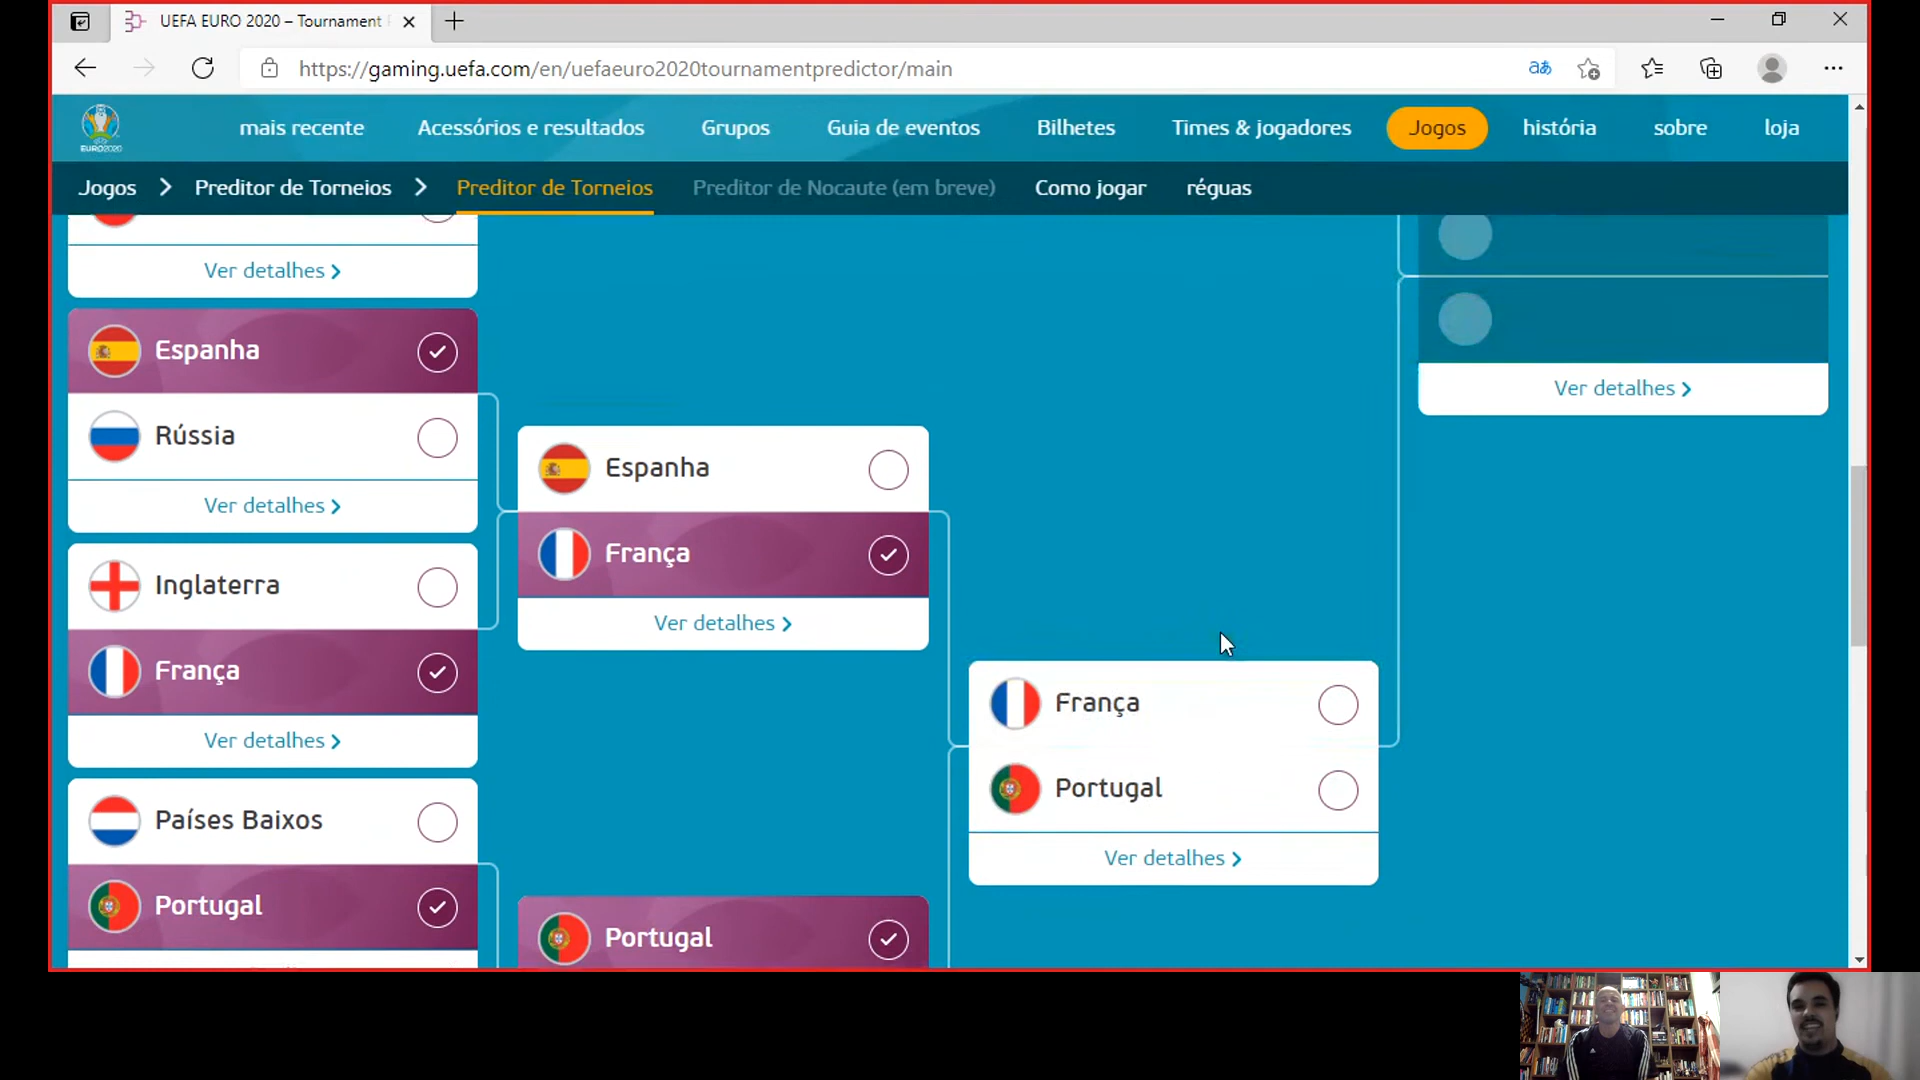 UEFA EURO 2020 – Tournament
https://gaming.uefa.com/en/uefaeuro2020tournamentpredictor/main
aあ
EURO2020
mais recente
Acessórios e resultados
Grupos
Guia de eventos
Bilhetes
Times & jogadores
Jogos
história
sobre
loja
Jogos
Preditor de Torneios
Preditor de Torneios
Preditor de Nocaute (em breve)
Como jogar
réguas
Ver detalhes
Espanha
Rússia
Ver detalhes
Inglaterra
França
Ver detalhes
Países Baixos
Portugal
Espanha
França
Ver detalhes
Portugal
França
Portugal
Ver detalhes
Ver detalhes